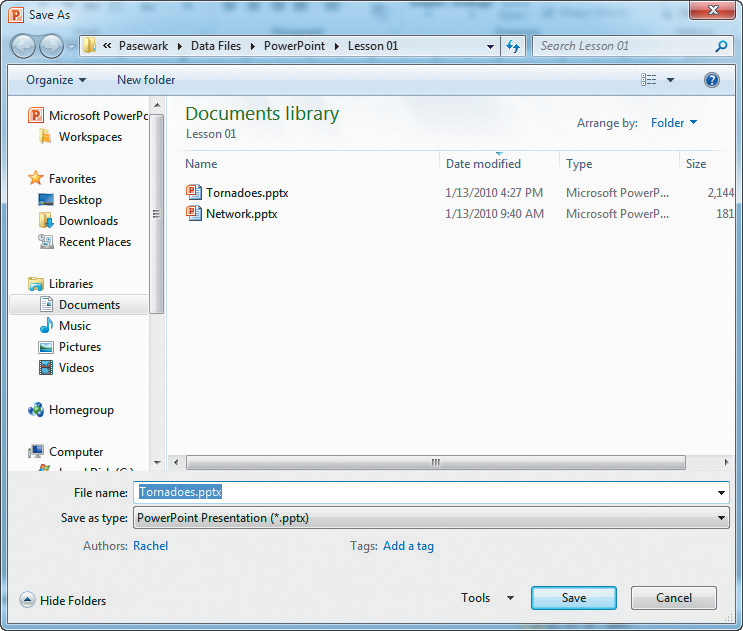 Save As
« Pasewark ▸ Data Files ▸ PowerPoint ▸ Lesson 01
Search Lesson 01
Organize
New folder
Microsoft PowerPc
Workspaces
Favorites
Desktop
Downloads
Recent Places
Libraries
Documents
Music
Pictures
Videos
Homegroup
Computer
Documents library
Lesson 01
Arrange by: Folder
Name Date modified Type Size
Tornadoes.pptx 1/13/2010 4:27 PM Microsoft PowerP... 2,144
Network.pptx 1/13/2010 9:40 AM Microsoft PowerP... 181
File name: Tornadoes.pptx
Save as type: PowerPoint Presentation (*.pptx)
Authors: Rachel Tags: Add a tag
Hide Folders
Tools Save Cancel